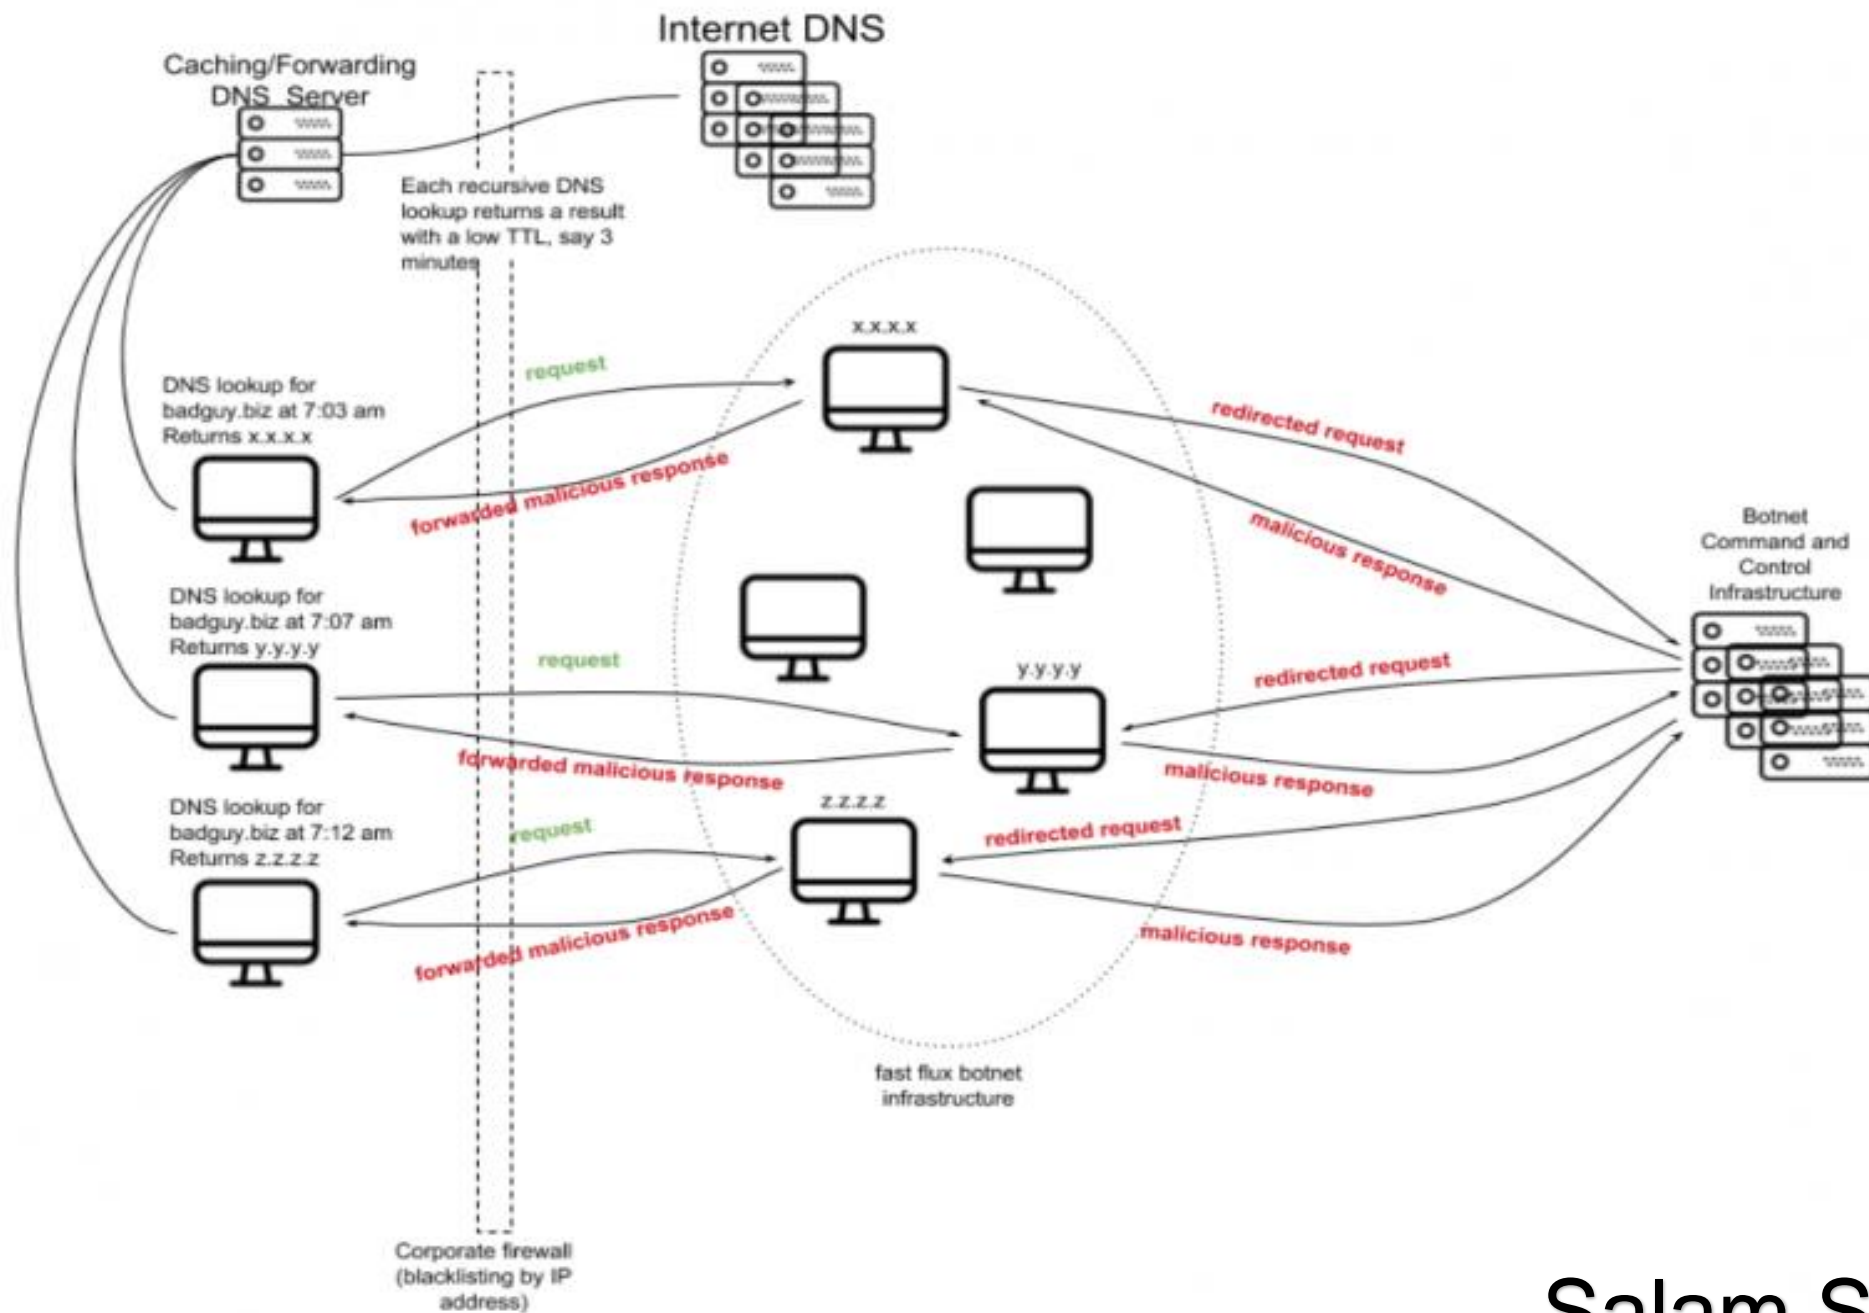 Internet DNS
Caching/Forwarding
DNS Server
Each recursive DNS
lookup returns a result
with a low TTL, say 3
minutes
x.x.x.x
request
DNS lookup for
badguy.biz at 7:03 am
Returns x.x.x.x
redirected request
forwarded malicious response
malicious response
Botnet
Command and
Control
Infrastructure
DNS lookup for
badguy.biz at 7:07 am
Returns y.y.y.y
request
y.y.y.y
redirected request
forwarded malicious response
malicious response
DNS lookup for
badguy.biz at 7:12 am
Returns z.z.z.z
z.z.z.z
request
redirected request
forwarded malicious response
malicious response
fast flux botnet
infrastructure
Corporate firewall
(blacklisting by IP
address)
Salam S